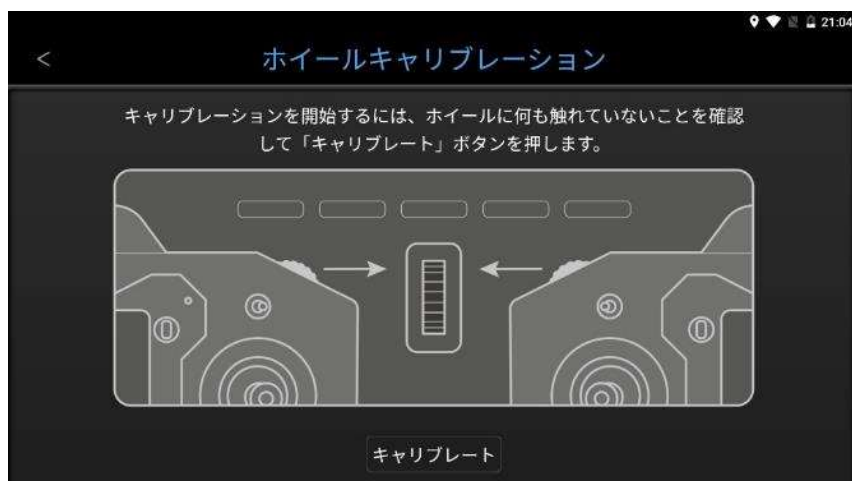 21:04
<
ホイールキャリブレーション
キャリブレーションを開始するには、ホイールに何も触れていないことを確認
して「キャリブレート」ボタンを押します。
キャリブレート